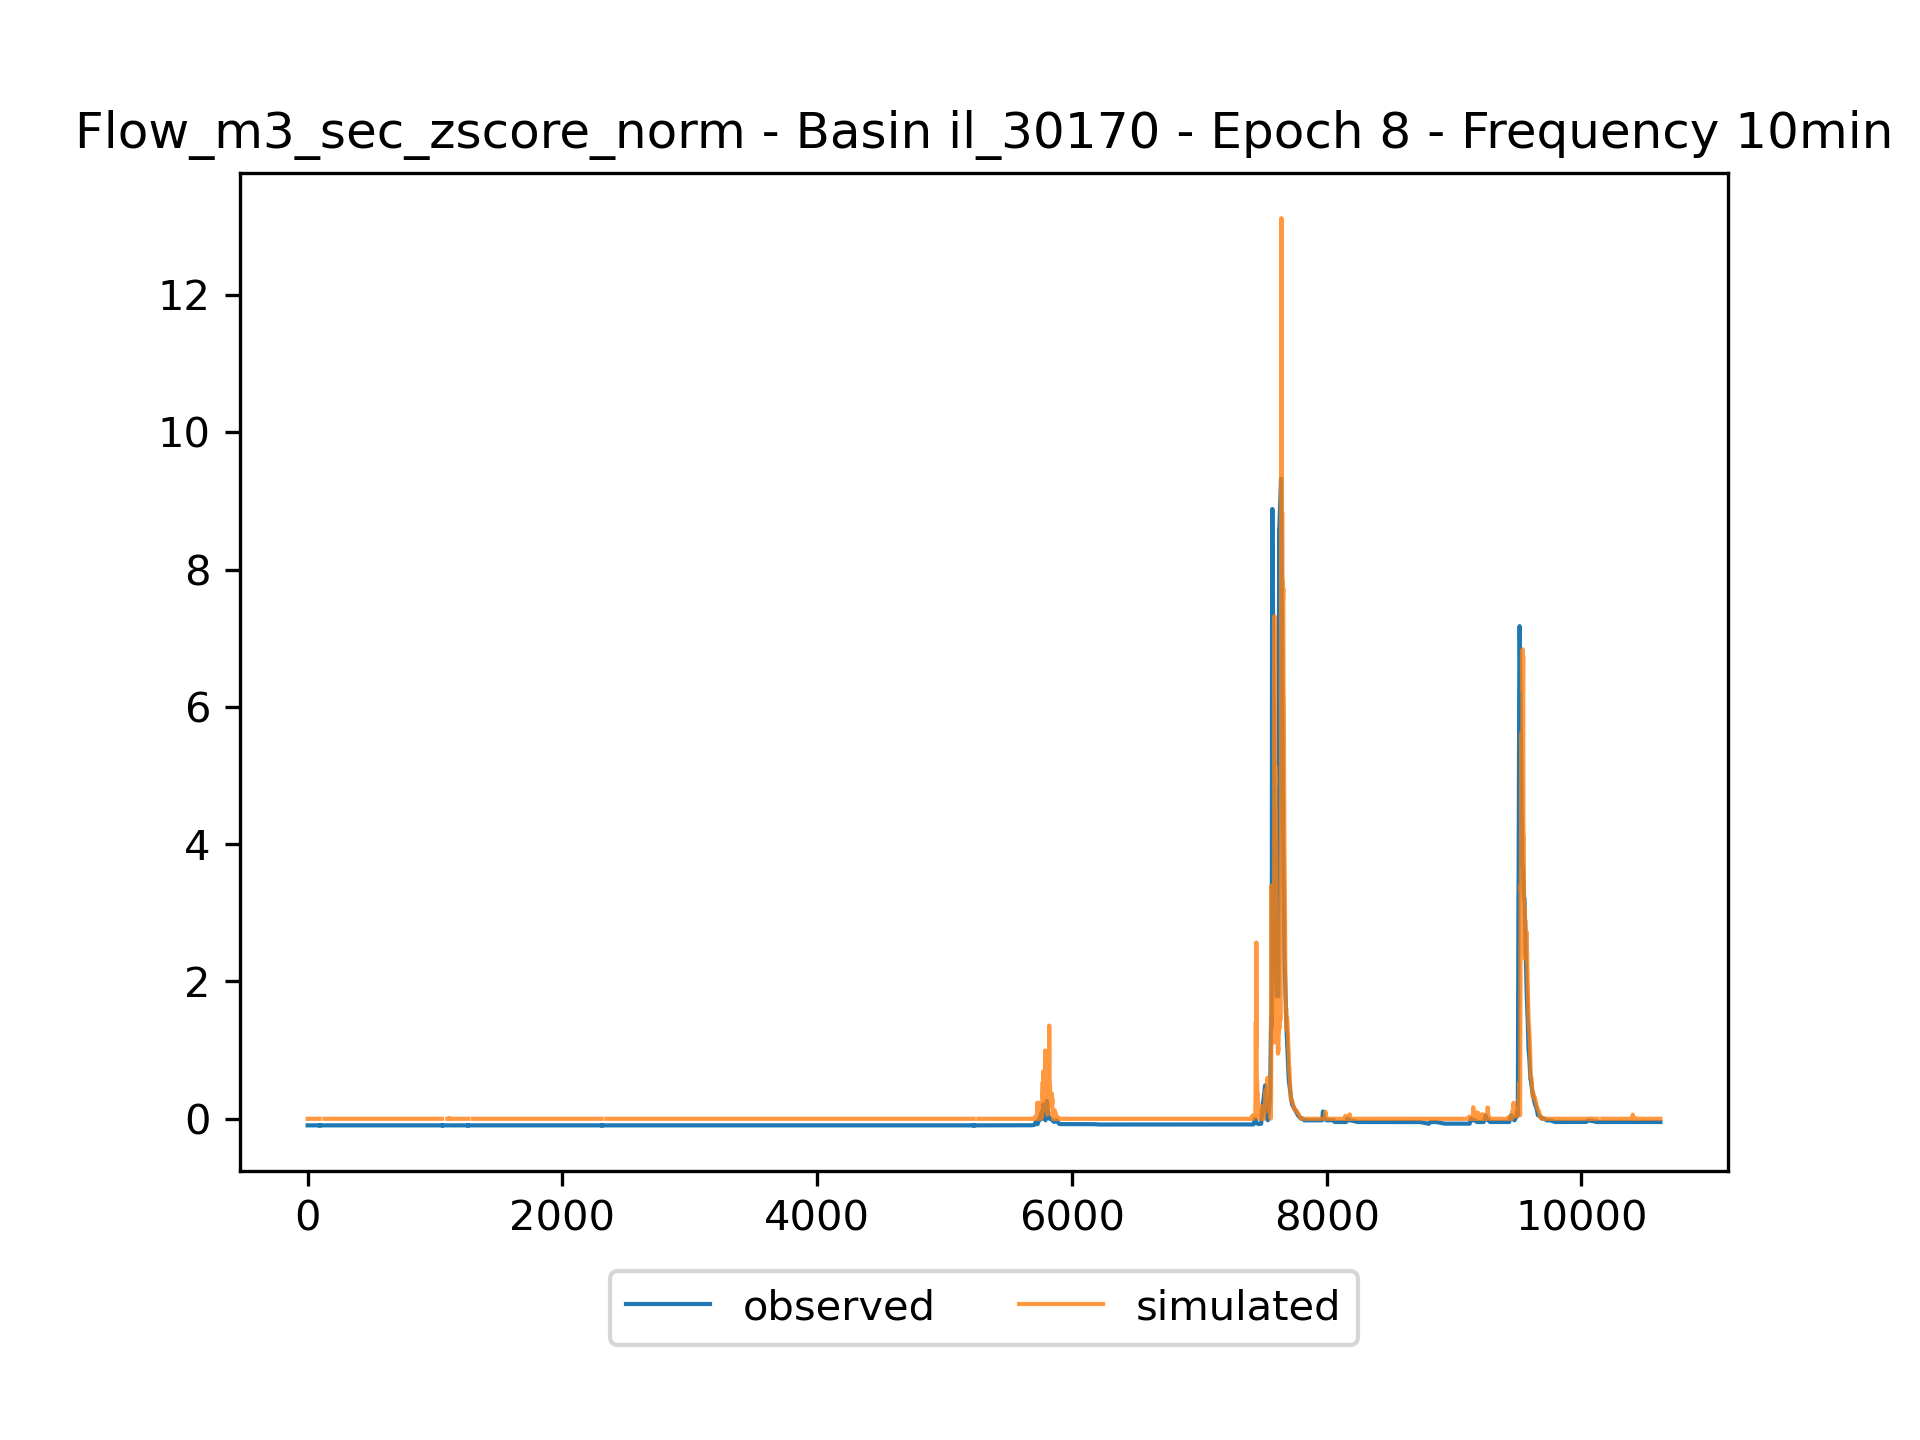 Flow_m3_sec_zscore_norm - Basin il_30170 - Epoch 8 - Frequency 10min
12
10
8
6
4
2
0
0 2000 4000 6000 8000 10000
observed simulated